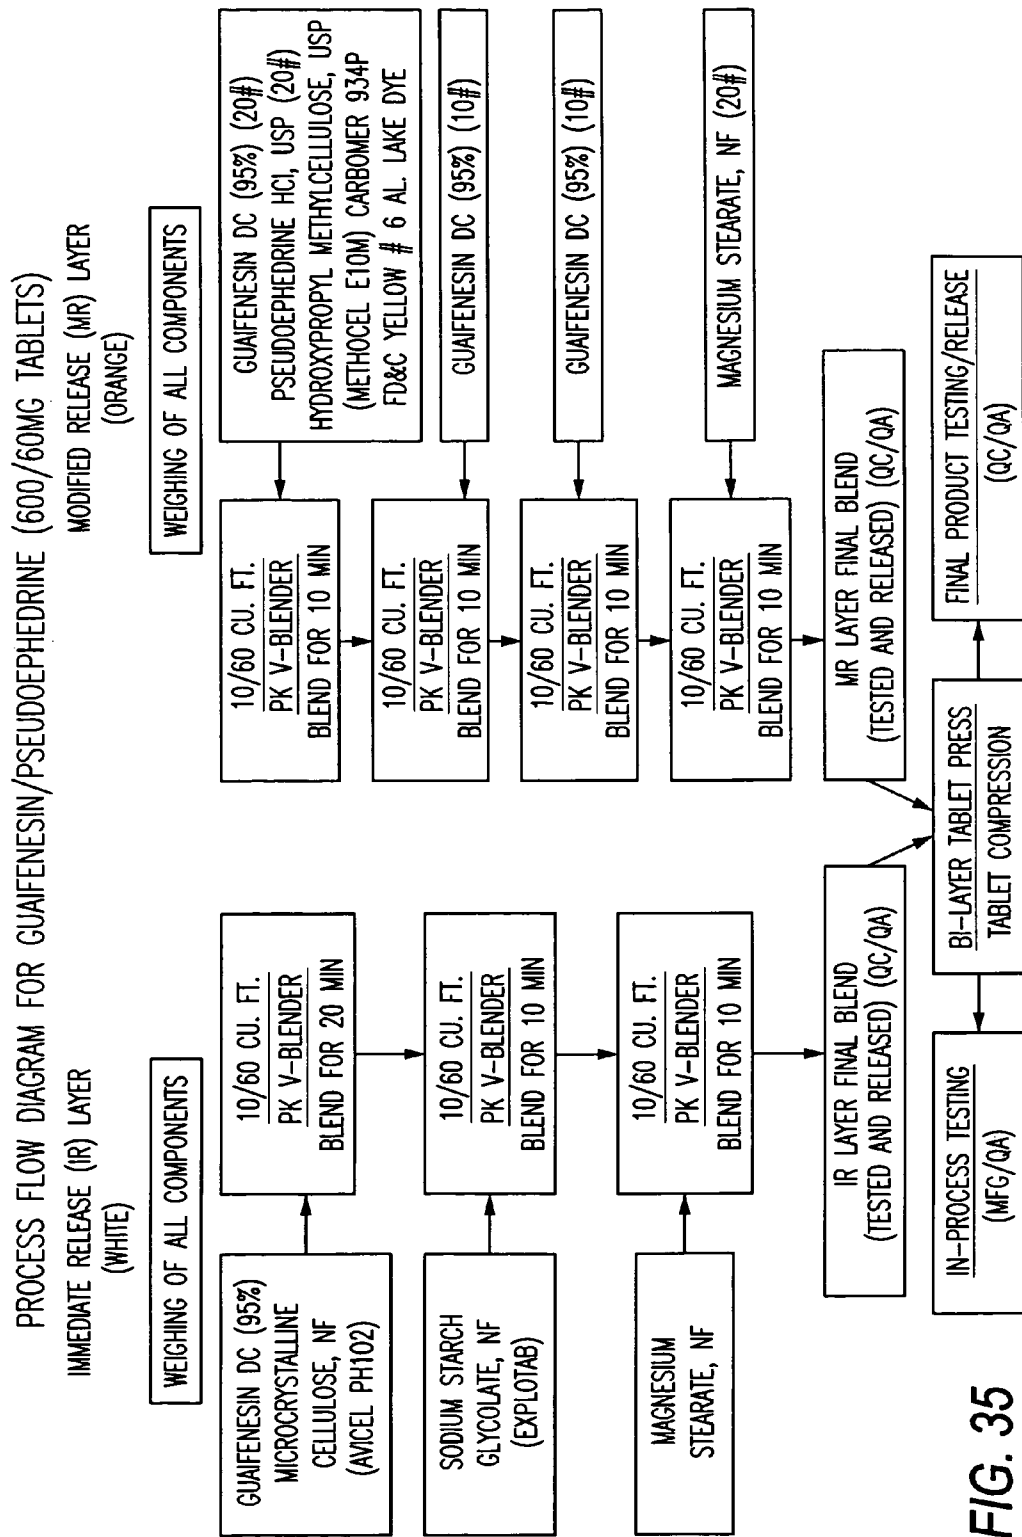 PROCESS FLOW DIAGRAM FOR GUAIFENESIN/PSEUDOEPHEDRINE (600/60MG TABLETS)
IMMEDIATE RELEASE (IR) LAYER
(WHITE)
WEIGHING OF ALL COMPONENTS
GUAIFENESIN DC (95%)
MICROCRYSTALLINE
CELLULOSE, NF
(AVICEL PH102)
10/60 CU. FT.
PK V-BLENDER
BLEND FOR 20 MIN
SODIUM STARCH
GLYCOLATE, NF
(EXPLOTAB)
10/60 CU. FT.
PK V-BLENDER
BLEND FOR 10 MIN
MAGNESIUM
STEARATE, NF
10/60 CU. FT.
PK V-BLENDER
BLEND FOR 10 MIN
IR LAYER FINAL BLEND
(TESTED AND RELEASED) (QC/QA)
MODIFIED RELEASE (MR) LAYER
(ORANGE)
WEIGHING OF ALL COMPONENTS
10/60 CU. FT.
PK V-BLENDER
BLEND FOR 10 MIN
GUAIFENESIN DC (95%) (20#)
PSEUDOEPHEDRINE HCl, USP (20#)
HYDROXYPROPYL METHYLCELLULOSE, USP
(METHOCEL E10M) CARBOMER 934P
FD&C YELLOW # 6 AL. LAKE DYE
10/60 CU. FT.
PK V-BLENDER
BLEND FOR 10 MIN
GUAIFENESIN DC (95%) (10#)
10/60 CU. FT.
PK V-BLENDER
BLEND FOR 10 MIN
GUAIFENESIN DC (95%) (10#)
10/60 CU. FT.
PK V-BLENDER
BLEND FOR 10 MIN
MAGNESIUM STEARATE, NF (20#)
MR LAYER FINAL BLEND
(TESTED AND RELEASED) (QC/QA)
IN-PROCESS TESTING
(MFG/QA)
BI-LAYER TABLET PRESS
TABLET COMPRESSION
FINAL PRODUCT TESTING/RELEASE
(QC/QA)
FIG. 35